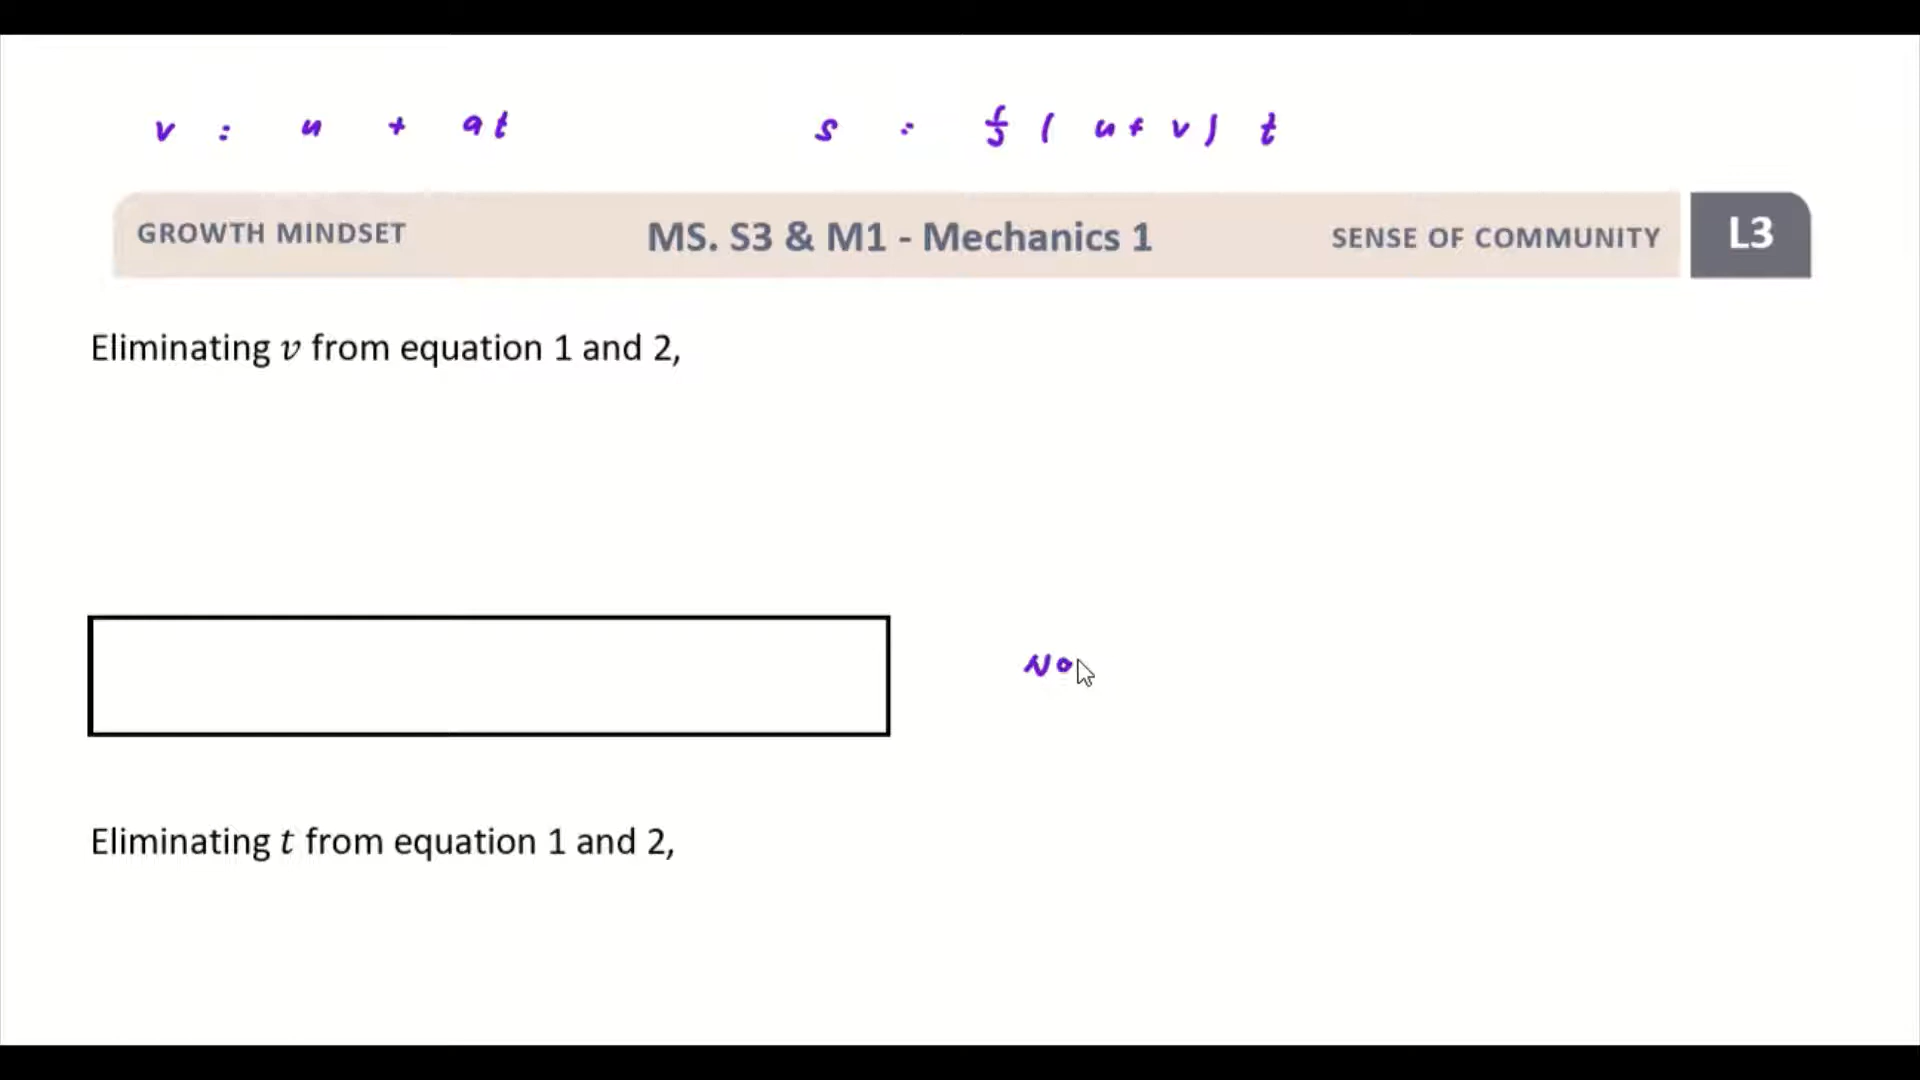 v = u + at s = ½ ( u + v ) t
GROWTH MINDSET MS. S3 & M1 - Mechanics 1 SENSE OF COMMUNITY L3
Eliminating v from equation 1 and 2,
No
Eliminating t from equation 1 and 2,